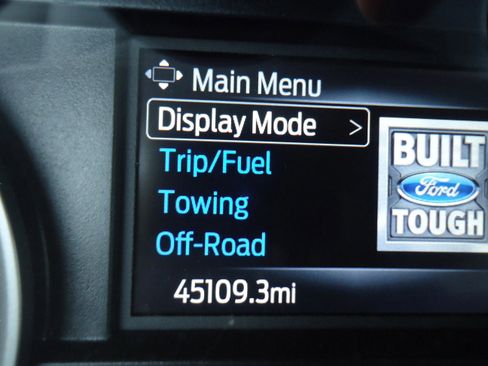 Main Menu
Display Mode >
Trip/Fuel
Towing
Off-Road
45109.3mi
BUILT
Ford
TOUGH